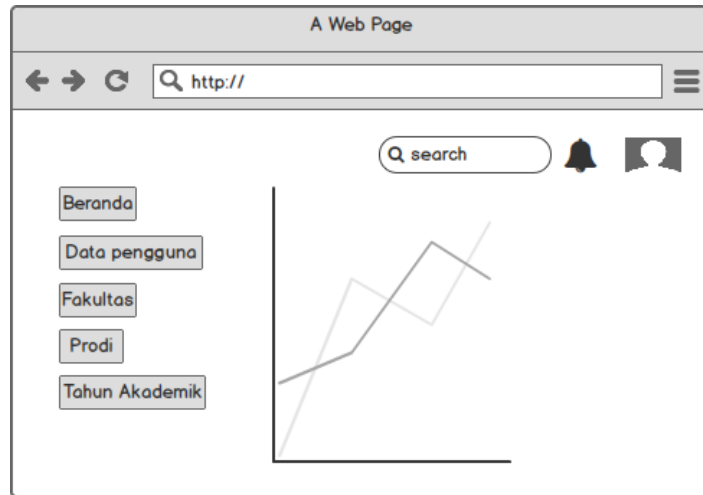 A Web Page
http://
search
Beranda
Data pengguna
Fakultas
Prodi
Tahun Akademik